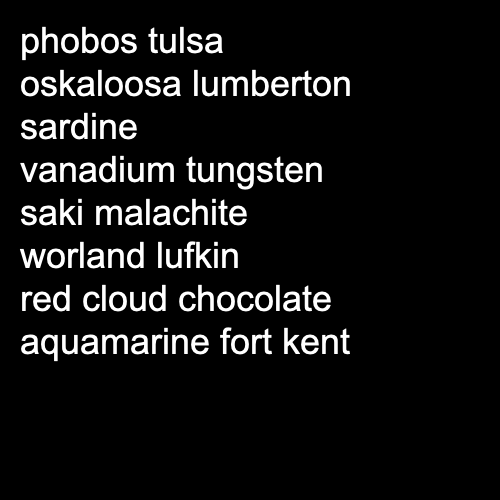 phobos tulsa
oskaloosa lumberton
sardine
vanadium tungsten
saki malachite
worland lufkin
red cloud chocolate
aquamarine fort kent